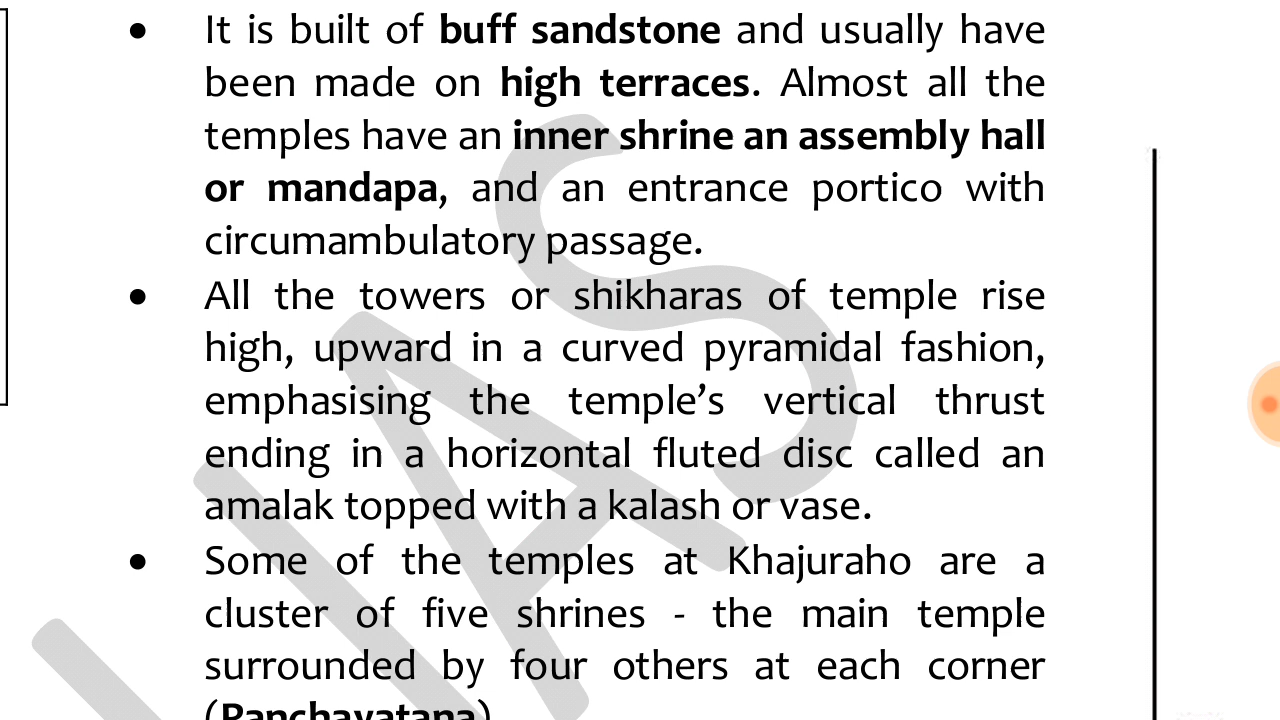 • It is built of buff sandstone and usually have
been made on high terraces. Almost all the
temples have an inner shrine an assembly hall
or mandapa, and an entrance portico with
circumambulatory passage.
• All the towers or shikharas of temple rise
high, upward in a curved pyramidal fashion,
emphasising the temple’s vertical thrust
ending in a horizontal fluted disc called an
amalak topped with a kalash or vase.
• Some of the temples at Khajuraho are a
cluster of five shrines - the main temple
surrounded by four others at each corner
(Panchayatana)
IAS